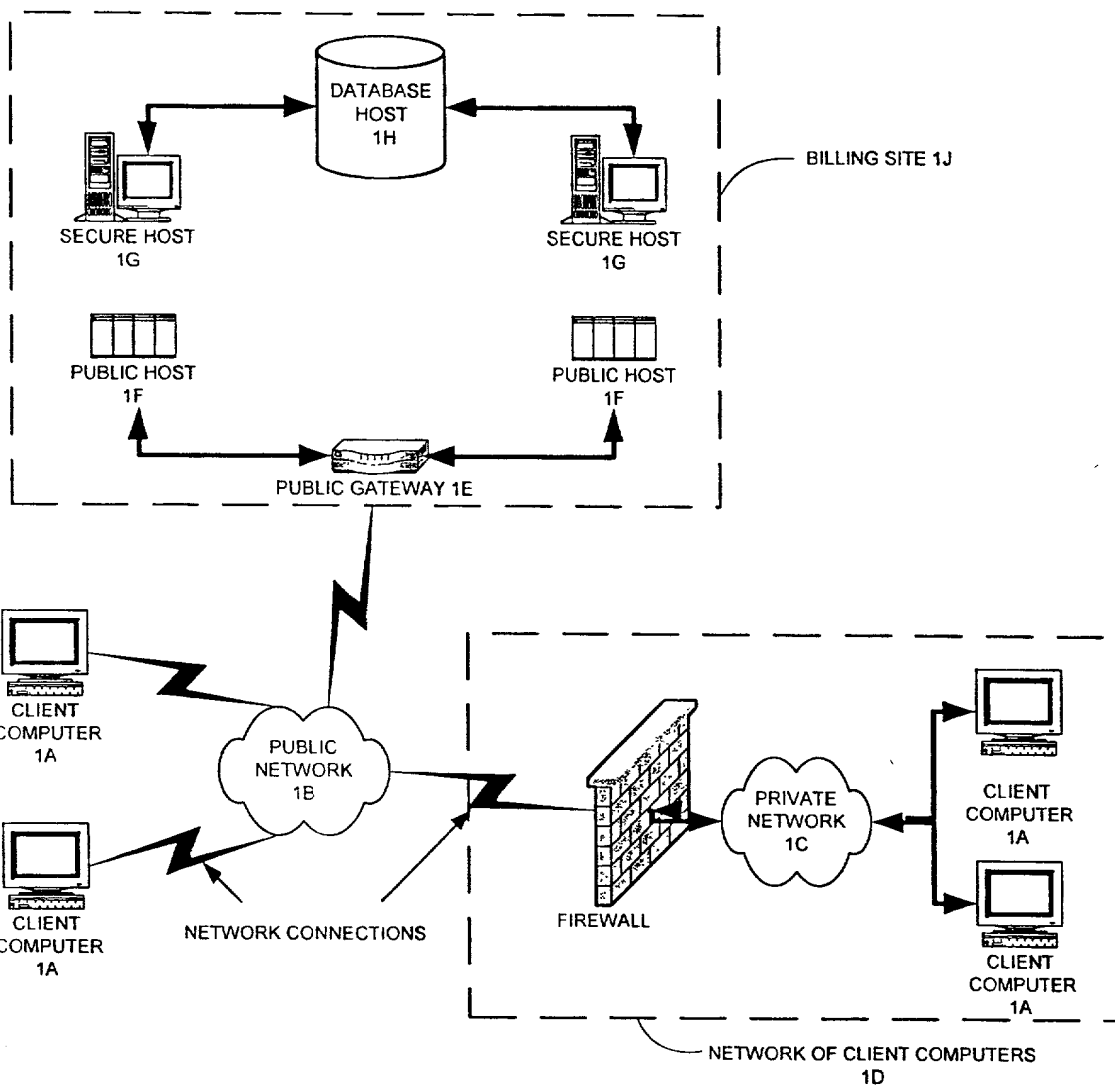 DATABASE
HOST
1H
BILLING SITE 1J
SECURE HOST
1G
SECURE HOST
1G
PUBLIC HOST
1F
PUBLIC HOST
1F
PUBLIC GATEWAY 1E
CLIENT
COMPUTER
1A
PUBLIC
NETWORK
1B
PRIVATE
NETWORK
1C
CLIENT
COMPUTER
1A
CLIENT
COMPUTER
1A
NETWORK CONNECTIONS
FIREWALL
CLIENT
COMPUTER
1A
NETWORK OF CLIENT COMPUTERS
1D